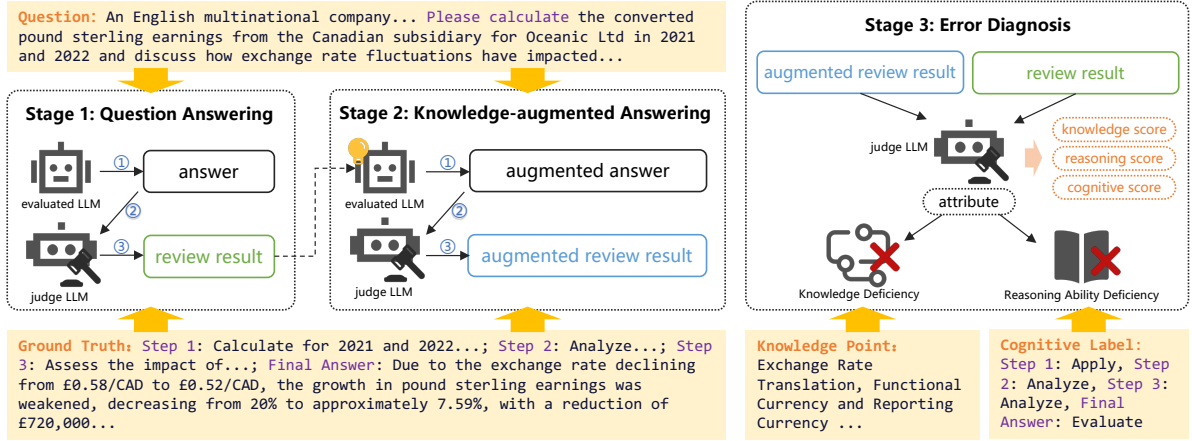 Question: An English multinational company... Please calculate the converted
pound sterling earnings from the Canadian subsidiary for Oceanic Ltd in 2021
and 2022 and discuss how exchange rate fluctuations have impacted...
Stage 1: Question Answering
①
answer
evaluated LLM
②
③
review result
judge LLM
Stage 2: Knowledge-augmented Answering
①
augmented answer
evaluated LLM
②
③
augmented review result
judge LLM
Ground Truth: Step 1: Calculate for 2021 and 2022...; Step 2: Analyze...; Step
3: Assess the impact of...; Final Answer: Due to the exchange rate declining
from £0.58/CAD to £0.52/CAD, the growth in pound sterling earnings was
weakened, decreasing from 20% to approximately 7.59%, with a reduction of
£720,000...
Stage 3: Error Diagnosis
augmented review result
review result
judge LLM
knowledge score
reasoning score
cognitive score
attribute
Knowledge Deficiency
Reasoning Ability Deficiency
Knowledge Point:
Exchange Rate
Translation, Functional
Currency and Reporting
Currency ...
Cognitive Label:
Step 1: Apply, Step
2: Analyze, Step 3:
Analyze, Final
Answer: Evaluate